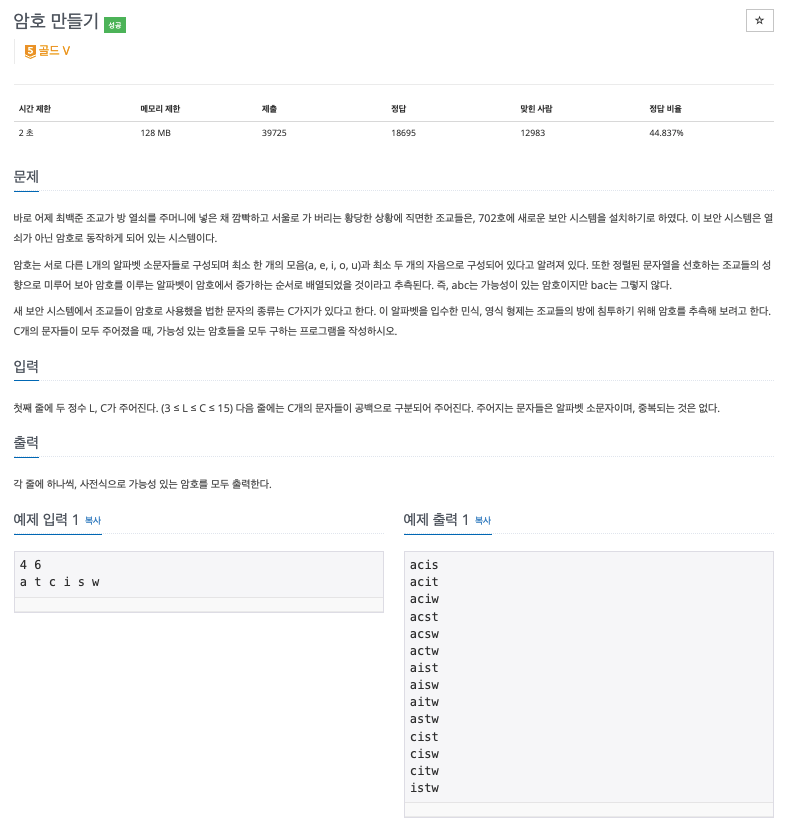 암호 만들기 성공
☆
5 골드 V
시간 제한 메모리 제한 제출 정답 맞힌 사람 정답 비율
2 초 128 MB 39725 18695 12983 44.837%
문제
바로 어제 최백준 조교가 방 열쇠를 주머니에 넣은 채 깜빡하고 서울로 가 버리는 황당한 상황에 직면한 조교들은, 702호에 새로운 보안 시스템을 설치하기로 하였다. 이 보안 시스템은 열
쇠가 아닌 암호로 동작하게 되어 있는 시스템이다.
암호는 서로 다른 L개의 알파벳 소문자들로 구성되며 최소 한 개의 모음(a, e, i, o, u)과 최소 두 개의 자음으로 구성되어 있다고 알려져 있다. 또한 정렬된 문자열을 선호하는 조교들의 성
향으로 미루어 보아 암호를 이루는 알파벳이 암호에서 증가하는 순서로 배열되었을 것이라고 추측된다. 즉, abc는 가능성이 있는 암호이지만 bac는 그렇지 않다.
새 보안 시스템에서 조교들이 암호로 사용했을 법한 문자의 종류는 C가지가 있다고 한다. 이 알파벳을 입수한 민식, 영식 형제는 조교들의 방에 침투하기 위해 암호를 추측해 보려고 한다.
C개의 문자들이 모두 주어졌을 때, 가능성 있는 암호들을 모두 구하는 프로그램을 작성하시오.
입력
첫째 줄에 두 정수 L, C가 주어진다. (3 ≤ L ≤ C ≤ 15) 다음 줄에는 C개의 문자들이 공백으로 구분되어 주어진다. 주어지는 문자들은 알파벳 소문자이며, 중복되는 것은 없다.
출력
각 줄에 하나씩, 사전식으로 가능성 있는 암호를 모두 출력한다.
예제 입력 1 복사
4 6
a t c i s w
예제 출력 1 복사
acis
acit
aciw
acst
acsw
actw
aist
aisw
aitw
astw
cist
cisw
citw
istw